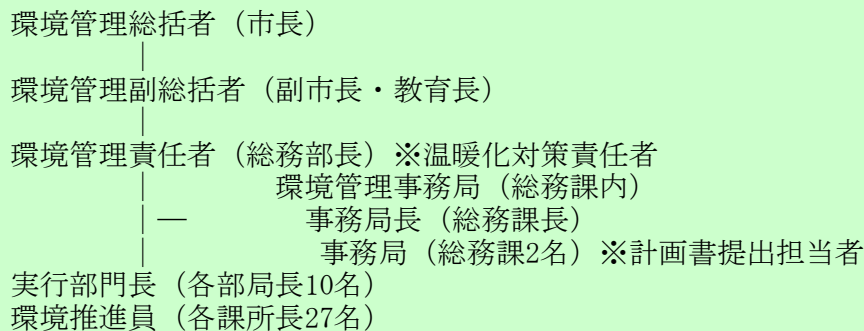 環境管理総括者（市長）
｜
環境管理副総括者（副市長・教育長）
｜
環境管理責任者（総務部長）※温暖化対策責任者
｜　環境管理事務局（総務課内）
｜―　事務局長（総務課長）
｜　事務局（総務課2名）※計画書提出担当者
実行部門長（各部局長10名）
環境推進員（各課所長27名）